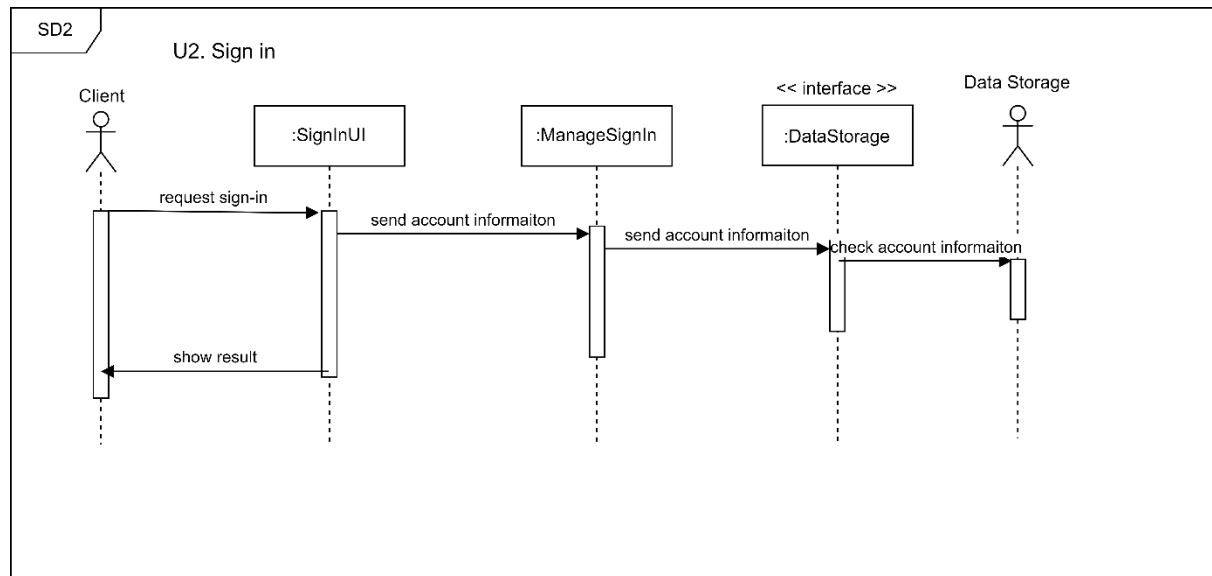 SD2
U2. Sign in
Client
:SignInUI
:ManageSignIn
<< interface >>
:DataStorage
Data Storage
request sign-in
send account informaiton
send account informaiton
check account informaiton
show result